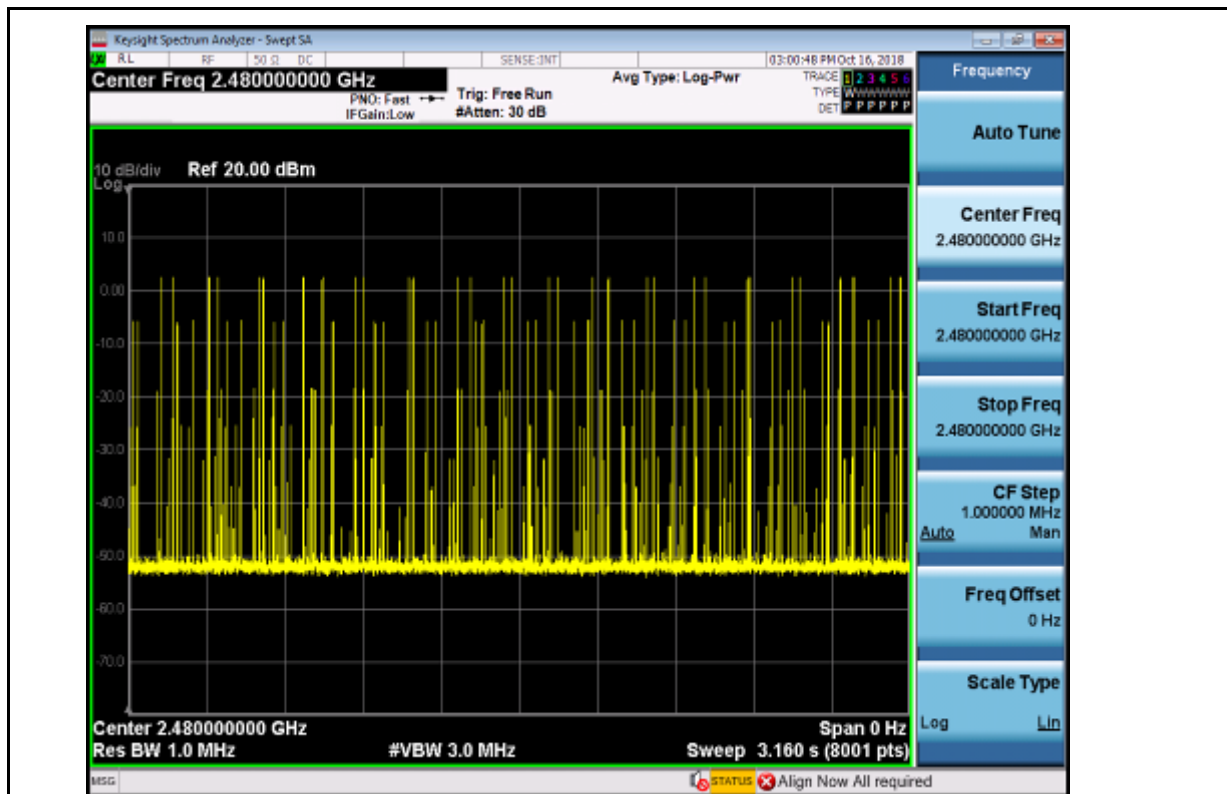 Keysight Spectrum Analyzer - Swept SA
LXI RL RF 50 Ω DC SENSE:INT 03:00:48 PM Oct 16, 2018
Center Freq 2.480000000 GHz
PNO: Fast
IFGain:Low
Trig: Free Run
#Atten: 30 dB
Avg Type: Log-Pwr
TRACE 1 2 3 4 5 6
TYPE
DET P P P P P P
10 dB/div Ref 20.00 dBm
Log
10.0
0.00
-10.0
-20.0
-30.0
-40.0
-50.0
-60.0
-70.0
Center 2.480000000 GHz Span 0 Hz
Res BW 1.0 MHz #VBW 3.0 MHz Sweep 3.160 s (8001 pts)
MSG STATUS Align Now All required
Frequency
Auto Tune
Center Freq
2.480000000 GHz
Start Freq
2.480000000 GHz
Stop Freq
2.480000000 GHz
CF Step
1.000000 MHz
Auto Man
Freq Offset
0 Hz
Scale Type
Log Lin